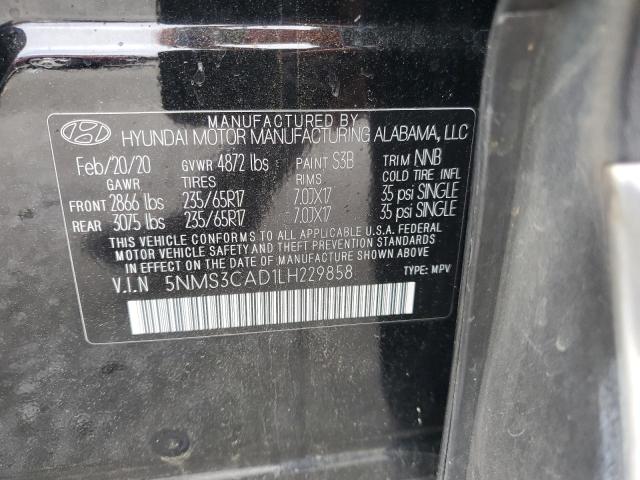 MANUFACTURED BY
HYUNDAI MOTOR MANUFACTURING ALABAMA, LLC
Feb/20/20 GVWR 4872 lbs PAINT S3B TRIM NNB
GAWR TIRES RIMS COLD TIRE INFL
FRONT 2866 lbs 235/65R17 7.0JX17 35 psi SINGLE
REAR 3075 lbs 235/65R17 7.0JX17 35 psi SINGLE
THIS VEHICLE CONFORMS TO ALL APPLICABLE U.S.A. FEDERAL
MOTOR VEHICLE SAFETY AND THEFT PREVENTION STANDARDS IN
EFFECT ON THE DATE OF MANUFACTURE SHOWN ABOVE.
V.I.N 5NMS3CAD1LH229858 TYPE: MPV